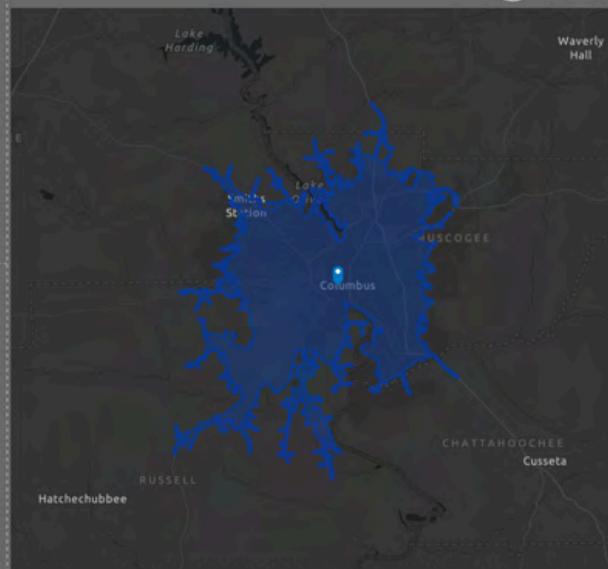 Lake
Harding
Waverly
Hall
E
Lake
Smiths
Station
MUSCOGEE
Columbus
CHATTAHOOCHEE
Cusseta
RUSSELL
Hatchechubbee